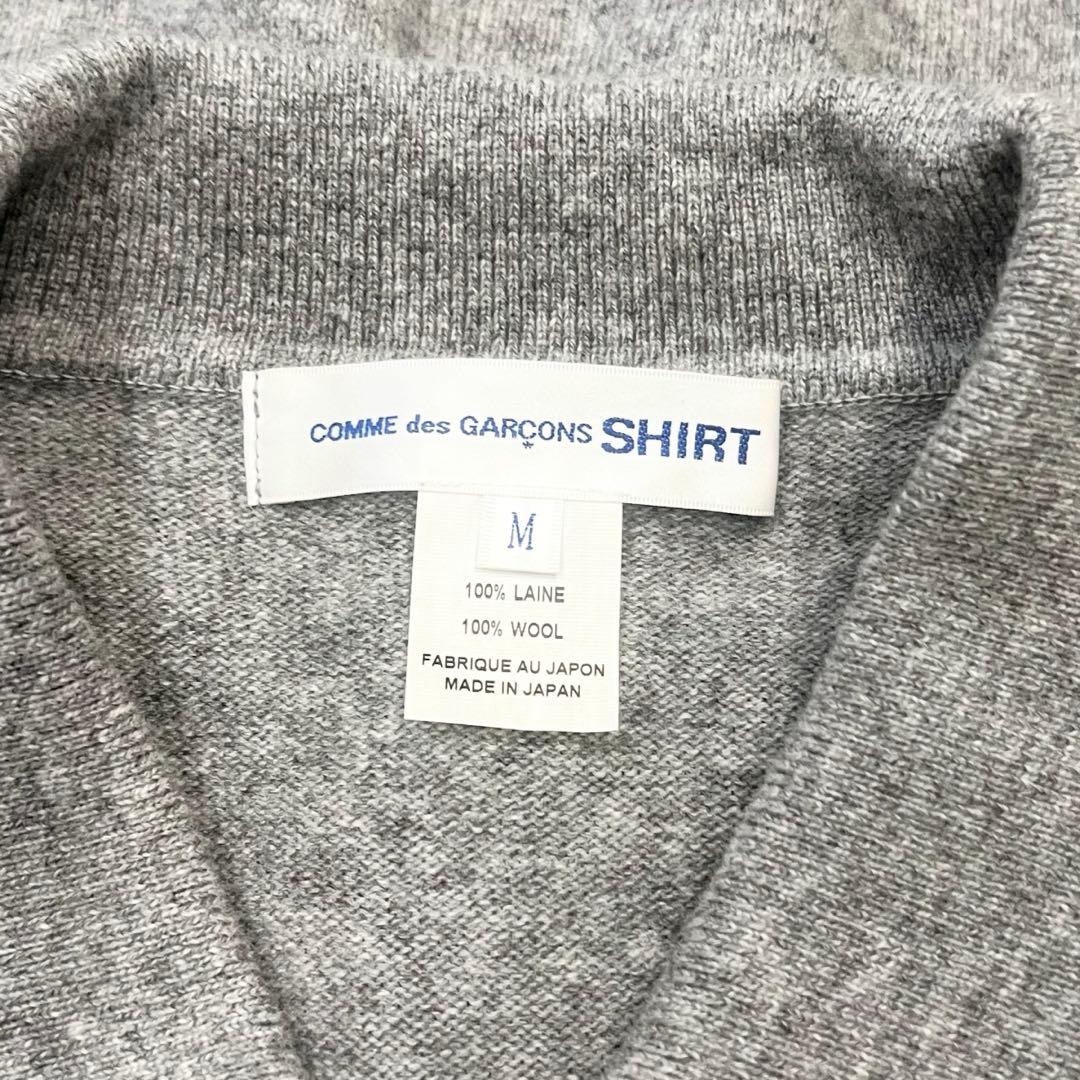 COMME des GARÇONS SHIRT
M
100% LAINE
100% WOOL
FABRIQUE AU JAPON
MADE IN JAPAN